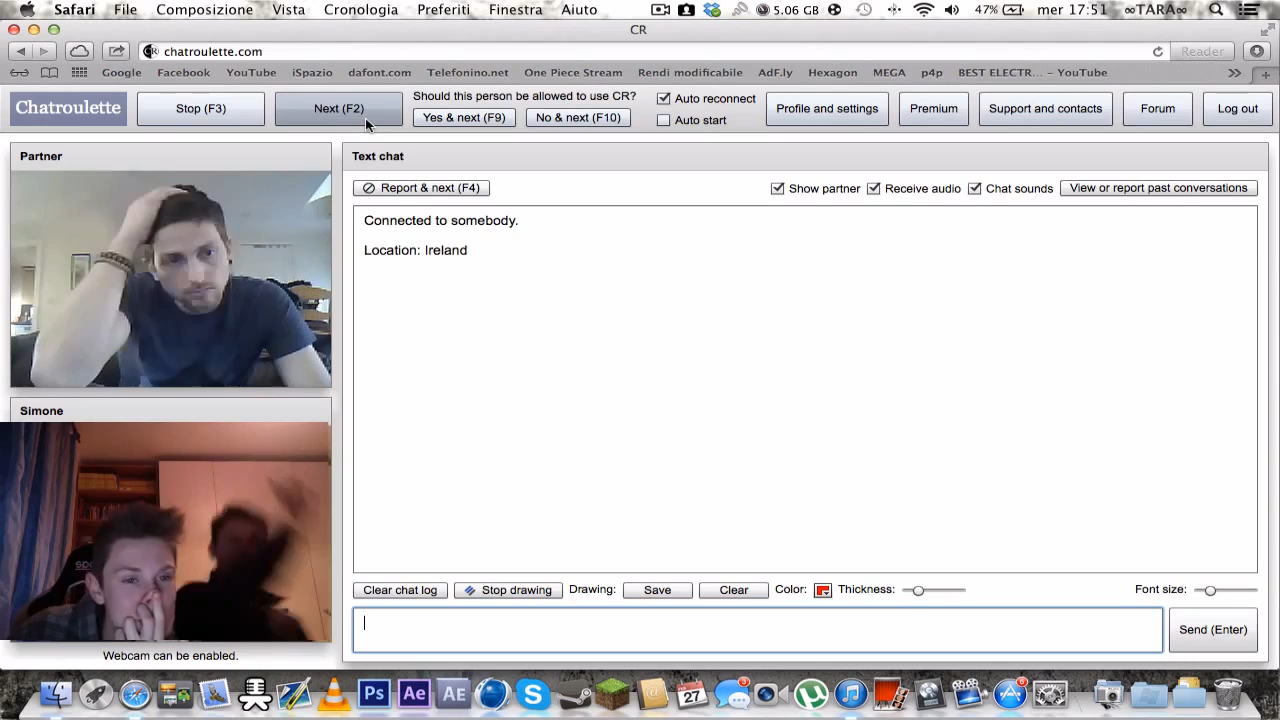 Safari File Composizione Vista Cronologia Preferiti Finestra Aiuto 5.06 GB 47% mer 17:51 ∞TARA∞
CR
chatroulette.com Reader
Google Facebook YouTube iSpazio dafont.com Telefonino.net One Piece Stream Rendi modificabile AdF.ly Hexagon MEGA p4p BEST ELECTR... – YouTube
Chatroulette Stop (F3) Next (F2) Should this person be allowed to use CR? Auto reconnect Profile and settings Premium Support and contacts Forum Log out
Yes & next (F9) No & next (F10) Auto start
Partner Text chat
Report & next (F4) Show partner Receive audio Chat sounds View or report past conversations
Connected to somebody.
Location: Ireland
Simone
Clear chat log Stop drawing Drawing: Save Clear Color: Thickness: Font size:
Send (Enter)
Webcam can be enabled.
Ps Ae AE 27 3